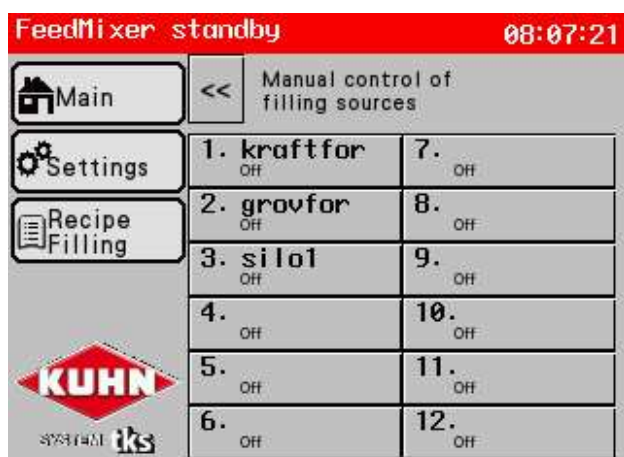 FeedMixer standby 08:07:21
Main
<< Manual control of
filling sources
Settings
Recipe
Filling
1. kraftfor
Off
2. grovfor
Off
3. silo1
Off
4.
Off
5.
Off
6.
Off
7.
Off
8.
Off
9.
Off
10.
Off
11.
Off
12.
Off
KUHN
SYSTEM tks